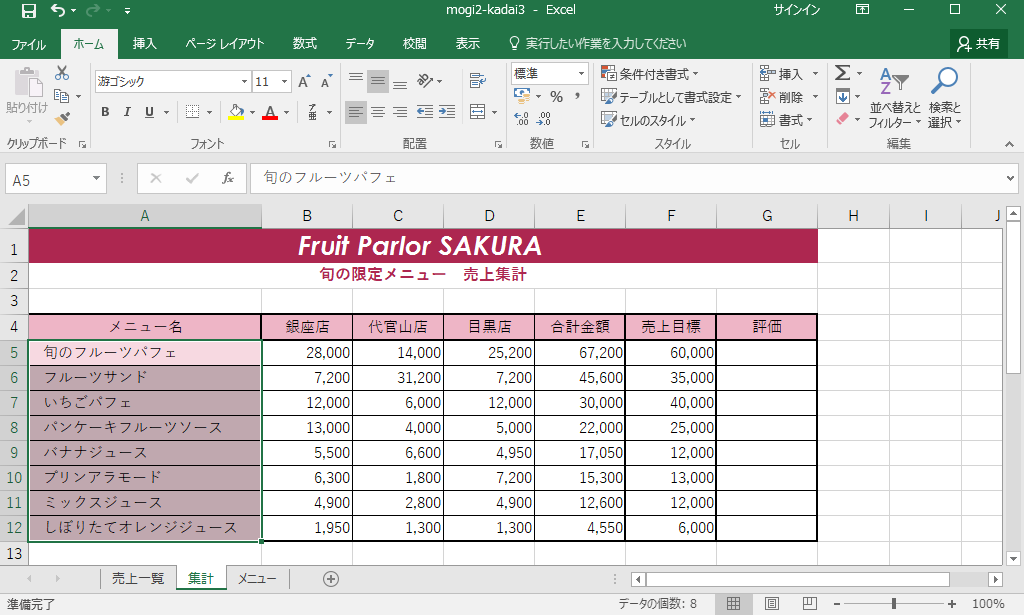 mogi2-kadai3 - Excel サインイン
ファイル ホーム 挿入 ページ レイアウト 数式 データ 校閲 表示 実行したい作業を入力してください 共有
貼り付け
クリップボード
游ゴシック 11
B I U
フォント
配置
標準
% ,
数値
条件付き書式
テーブルとして書式設定
セルのスタイル
スタイル
挿入
削除
書式
セル
並べ替えと
フィルター
検索と
選択
編集
A5 fx 旬のフルーツパフェ
A B C D E F G H I J
1 Fruit Parlor SAKURA
2 旬の限定メニュー 売上集計
3
4 メニュー名 銀座店 代官山店 目黒店 合計金額 売上目標 評価
5 旬のフルーツパフェ 28,000 14,000 25,200 67,200 60,000
6 フルーツサンド 7,200 31,200 7,200 45,600 35,000
7 いちごパフェ 12,000 6,000 12,000 30,000 40,000
8 パンケーキフルーツソース 13,000 4,000 5,000 22,000 25,000
9 バナナジュース 5,500 6,600 4,950 17,050 12,000
10 プリンアラモード 6,300 1,800 7,200 15,300 13,000
11 ミックスジュース 4,900 2,800 4,900 12,600 12,000
12 しぼりたてオレンジジュース 1,950 1,300 1,300 4,550 6,000
13
売上一覧 集計 メニュー
準備完了 データの個数: 8 100%